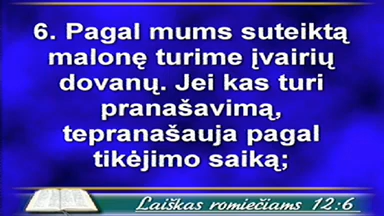 6. Pagal mums suteiktą
malonę turime įvairių
dovanų. Jei kas turi
pranašavimą,
tepranašauja pagal
tikėjimo saiką;
Laiškas romiečiams 12:6